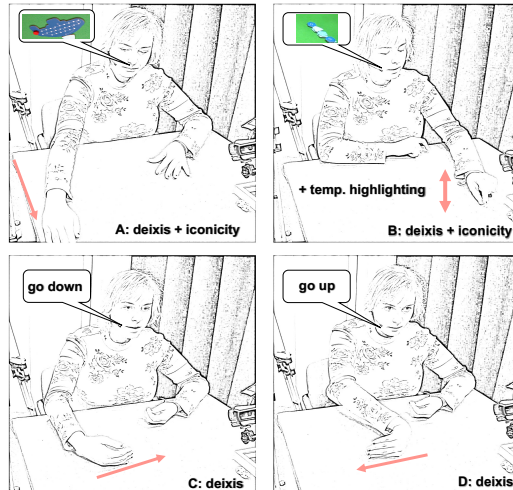 A: deixis + iconicity
+ temp. highlighting
B: deixis + iconicity
go down
C: deixis
go up
D: deixis